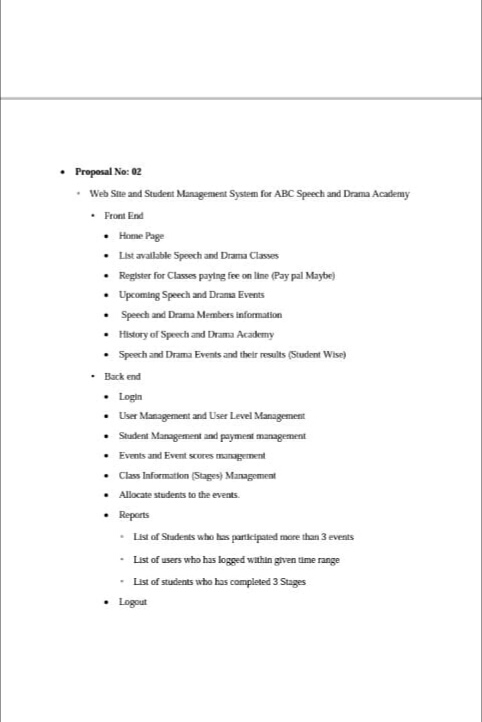 • Proposal No: 02
◦ Web Site and Student Management System for ABC Speech and Drama Academy
▪ Front End
• Home Page
• List available Speech and Drama Classes
• Register for Classes paying fee on line (Pay pal Maybe)
• Upcoming Speech and Drama Events
• Speech and Drama Members information
• History of Speech and Drama Academy
• Speech and Drama Events and their results (Student Wise)
▪ Back end
• Login
• User Management and User Level Management
• Student Management and payment management
• Events and Event scores management
• Class Information (Stages) Management
• Allocate students to the events.
• Reports
◦ List of Students who has participated more than 3 events
◦ List of users who has logged within given time range
◦ List of students who has completed 3 Stages
• Logout